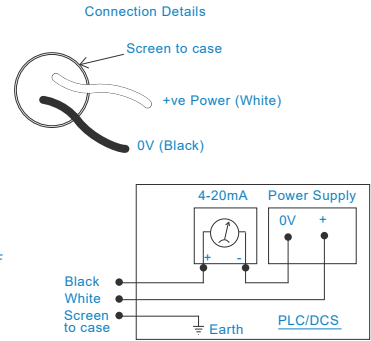 Connection Details
Screen to case
+ve Power (White)
0V (Black)
4-20mA
Power Supply
0V
+
+
-
Black
White
Screen
to case
Earth
PLC/DCS